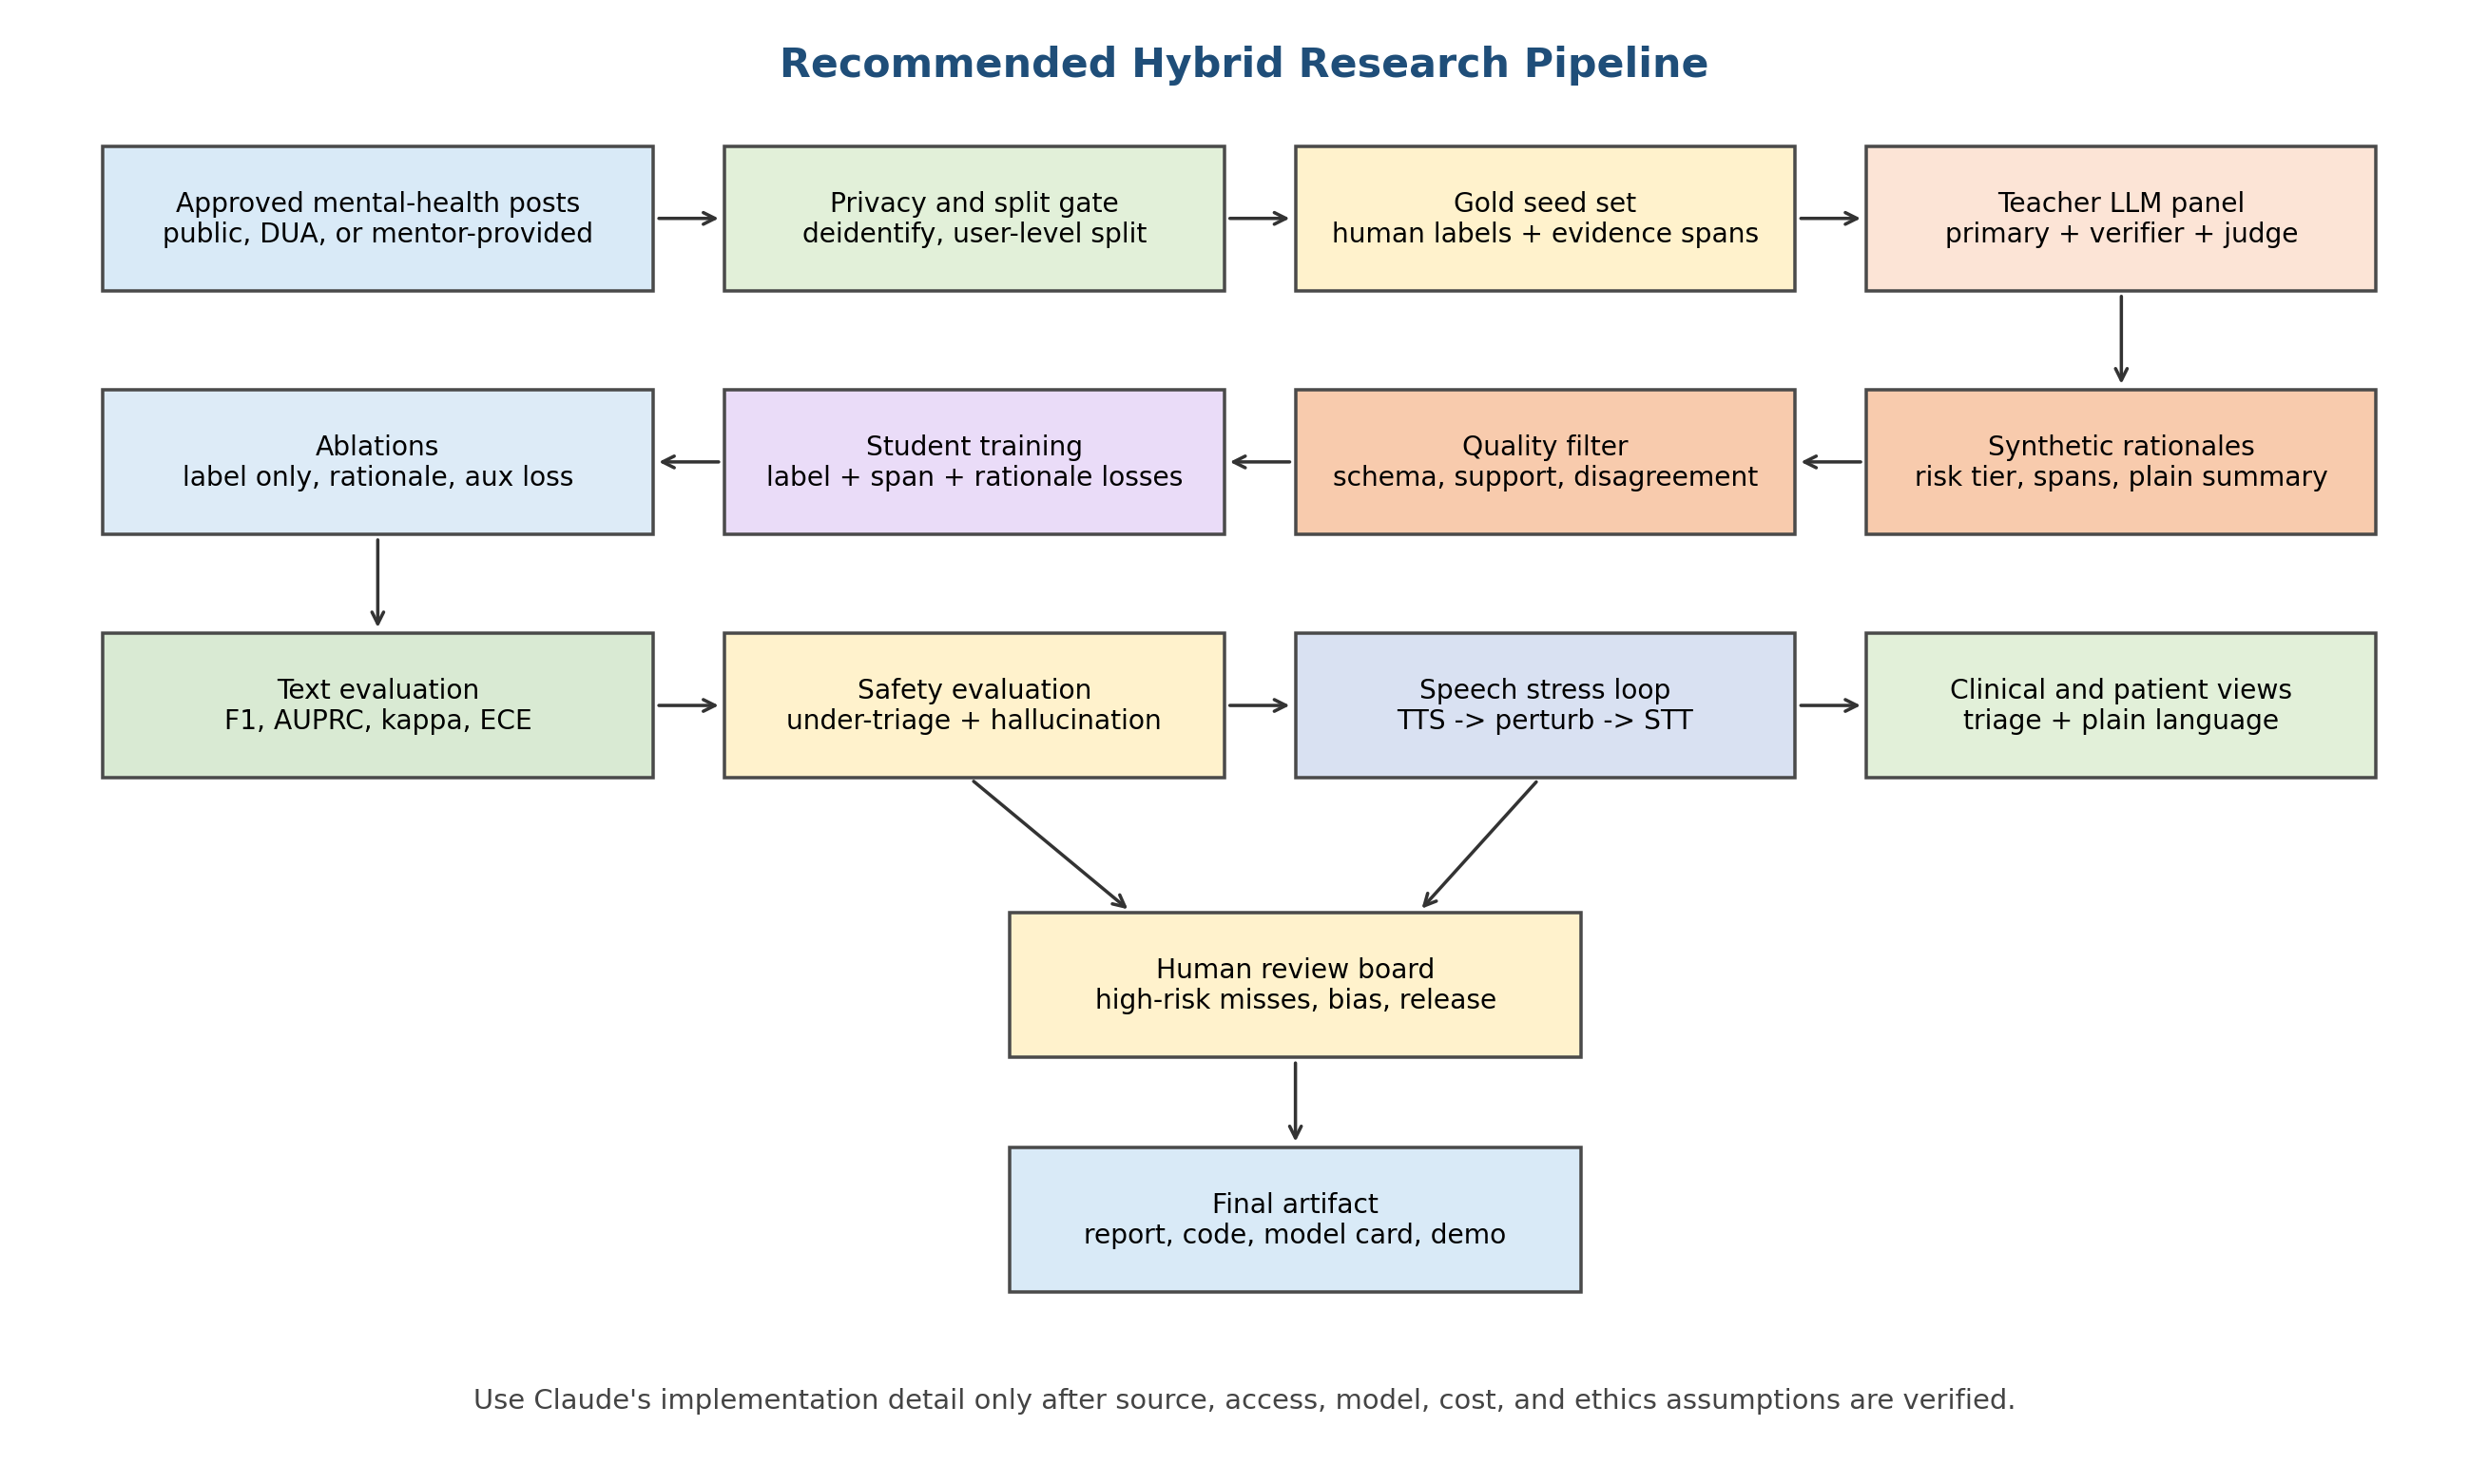 Recommended Hybrid Research Pipeline
Approved mental-health posts
public, DUA, or mentor-provided
Privacy and split gate
deidentify, user-level split
Gold seed set
human labels + evidence spans
Teacher LLM panel
primary + verifier + judge
Ablations
label only, rationale, aux loss
Student training
label + span + rationale losses
Quality filter
schema, support, disagreement
Synthetic rationales
risk tier, spans, plain summary
Text evaluation
F1, AUPRC, kappa, ECE
Safety evaluation
under-triage + hallucination
Speech stress loop
TTS -> perturb -> STT
Clinical and patient views
triage + plain language
Human review board
high-risk misses, bias, release
Final artifact
report, code, model card, demo
Use Claude's implementation detail only after source, access, model, cost, and ethics assumptions are verified.